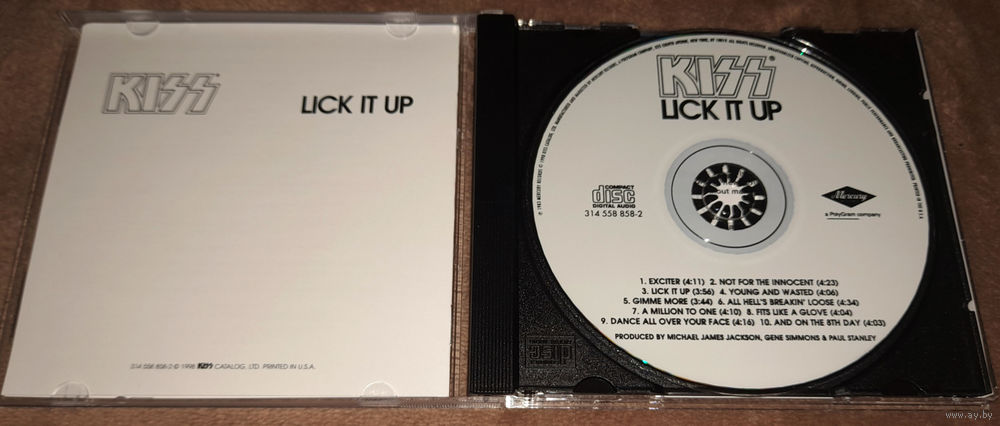 KISS
LICK IT UP
314 558 858-2 © 1998 KISS CATALOG, LTD. PRINTED IN U.S.A.
KISS
LICK IT UP
COMPACT
disc
DIGITAL AUDIO
314 558 858-2
out ma
Mercury
a PolyGram company
1. EXCITER (4:11) 2. NOT FOR THE INNOCENT (4:23)
3. LICK IT UP (3:56) 4. YOUNG AND WASTED (4:06)
5. GIMME MORE (3:44) 6. ALL HELL'S BREAKIN' LOOSE (4:34)
7. A MILLION TO ONE (4:10) 8. FITS LIKE A GLOVE (4:04)
9. DANCE ALL OVER YOUR FACE (4:16) 10. AND ON THE 8TH DAY (4:03)
PRODUCED BY MICHAEL JAMES JACKSON, GENE SIMMONS & PAUL STANLEY
www.ay.by